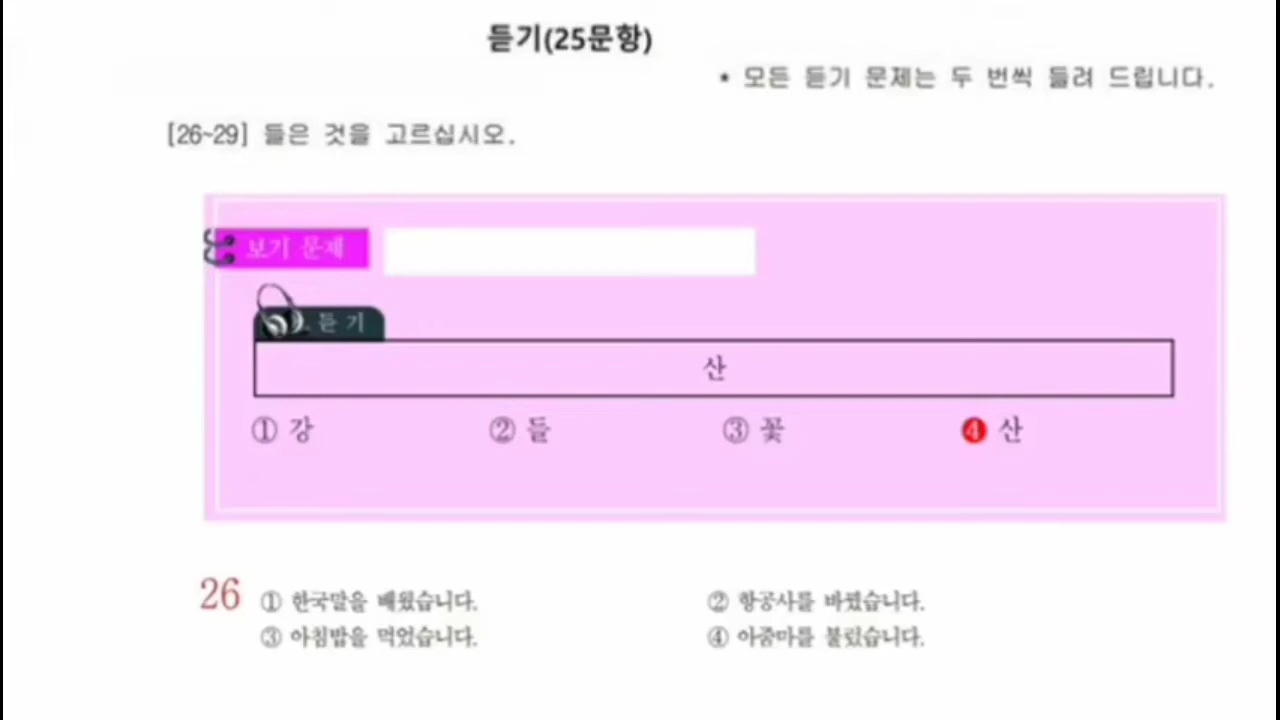 듣기(25문항)
* 모든 듣기 문제는 두 번씩 들려 드립니다.
[26~29] 들은 것을 고르십시오.
보기 문제
듣기
산
① 강 ② 들 ③ 꽃 ④ 산
26 ① 한국말을 배웠습니다. ② 항공사를 바꿨습니다.
③ 아침밥을 먹었습니다. ④ 아줌마를 불렀습니다.